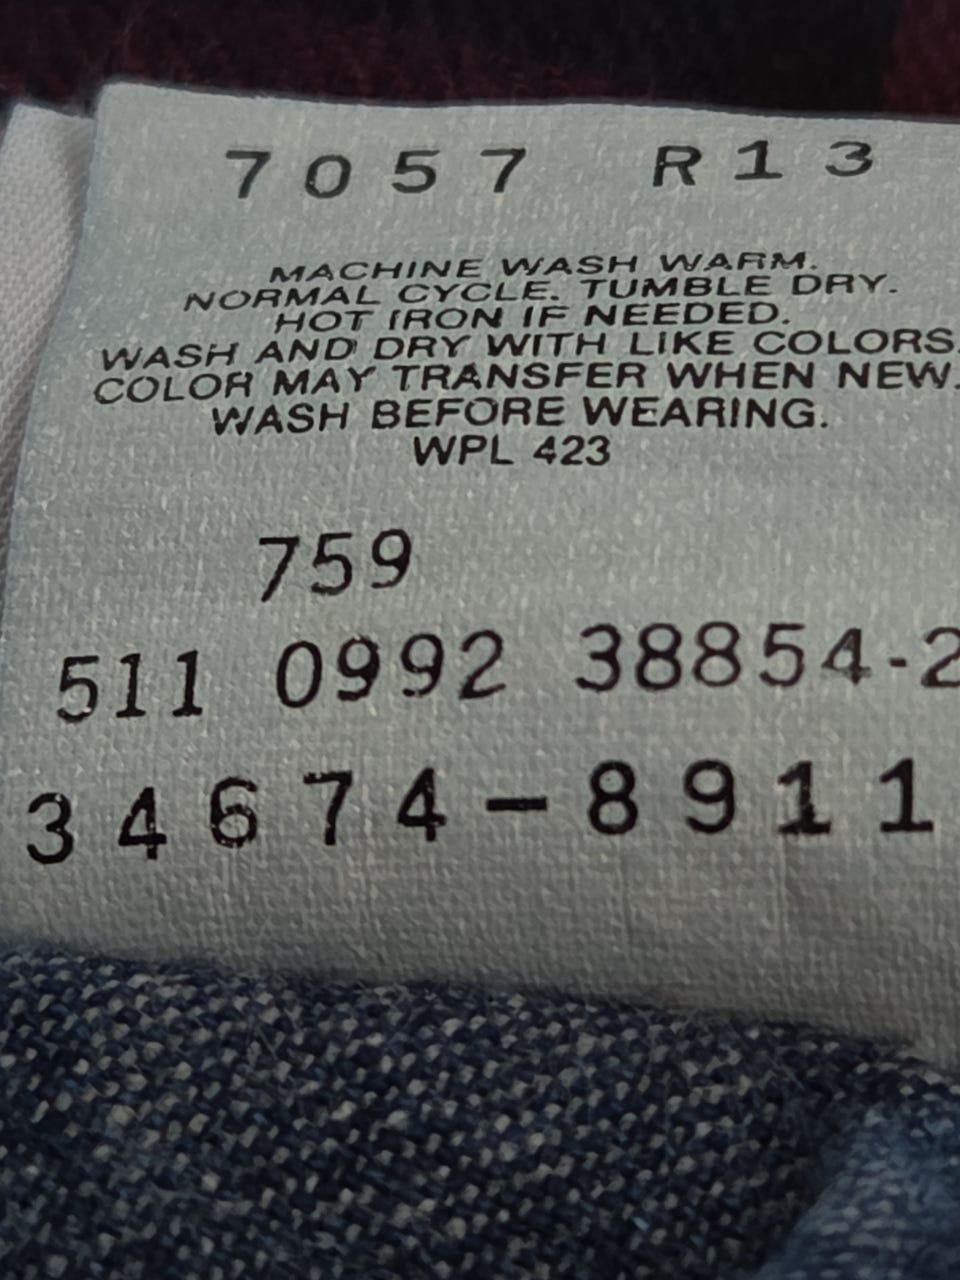 7057 R13
MACHINE WASH WARM.
NORMAL CYCLE. TUMBLE DRY.
HOT IRON IF NEEDED.
WASH AND DRY WITH LIKE COLORS.
COLOR MAY TRANSFER WHEN NEW.
WASH BEFORE WEARING.
WPL 423
759
511 0992 38854-2
34674-8911